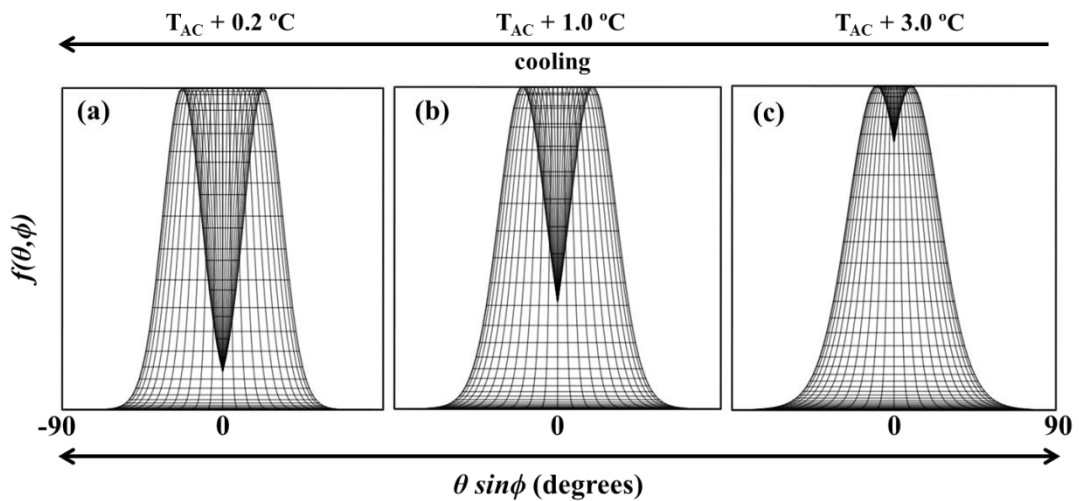 T_AC + 0.2 ºC T_AC + 1.0 ºC T_AC + 3.0 ºC
cooling
(a) (b) (c)
f(θ,ϕ)
-90 0 0 0 90
θ sinϕ (degrees)